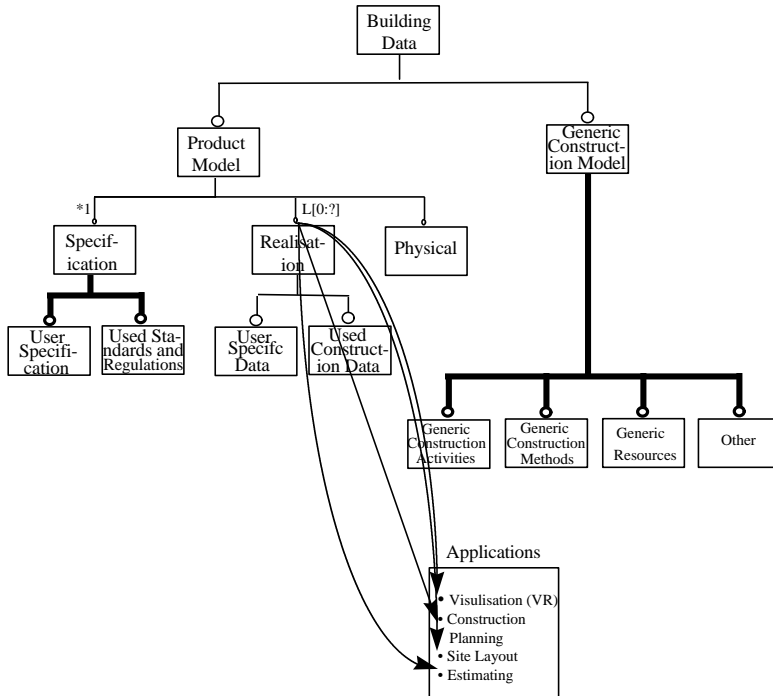 Building
Data
Product
Model
Generic
Construct-
ion Model
*1
L[0:?]
Specif-
ication
Realisat-
ion
Physical
User
Specifi-
cation
Used Sta-
ndards and
Regulations
User
Specifc
Data
Used
Construct-
ion Data
Generic
Construction
Activities
Generic
Construction
Methods
Generic
Resources
Other
Applications
• Visulisation (VR)
• Construction
Planning
• Site Layout
• Estimating